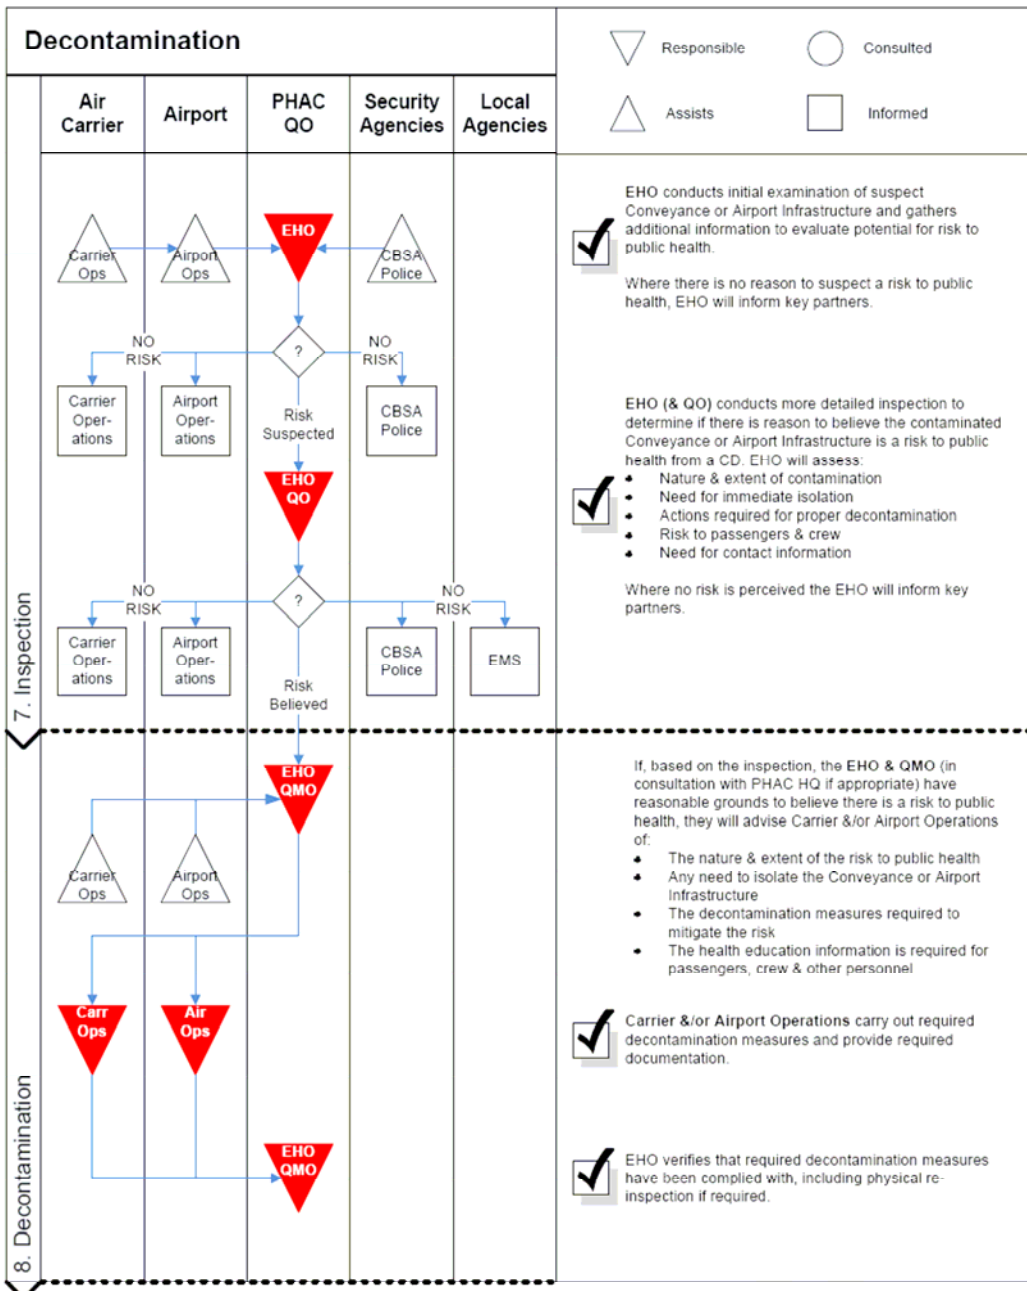 Decontamination
Responsible
Consulted
Assists
Informed
Air
Carrier
Airport
PHAC
QO
Security
Agencies
Local
Agencies
7. Inspection
Carrier
Ops
Airport
Ops
EHO
CBSA
Police
?
NO
RISK
NO
RISK
Carrier
Oper-
ations
Airport
Oper-
ations
Risk
Suspected
CBSA
Police
EHO
QO
?
NO
RISK
NO
RISK
Carrier
Oper-
ations
Airport
Oper-
ations
CBSA
Police
EMS
Risk
Believed
EHO conducts initial examination of suspect
Conveyance or Airport Infrastructure and gathers
additional information to evaluate potential for risk to
public health.
Where there is no reason to suspect a risk to public
health, EHO will inform key partners.
EHO (& QO) conducts more detailed inspection to
determine if there is reason to believe the contaminated
Conveyance or Airport Infrastructure is a risk to public
health from a CD. EHO will assess:
Nature & extent of contamination
Need for immediate isolation
Actions required for proper decontamination
Risk to passengers & crew
Need for contact information
Where no risk is perceived the EHO will inform key
partners.
8. Decontamination
EHO
QMO
Carrier
Ops
Airport
Ops
Carr
Ops
Air
Ops
EHO
QMO
If, based on the inspection, the EHO & QMO (in
consultation with PHAC HQ if appropriate) have
reasonable grounds to believe there is a risk to public
health, they will advise Carrier &/or Airport Operations
of:
The nature & extent of the risk to public health
Any need to isolate the Conveyance or Airport
Infrastructure
The decontamination measures required to
mitigate the risk
The health education information is required for
passengers, crew & other personnel
Carrier &/or Airport Operations carry out required
decontamination measures and provide required
documentation.
EHO verifies that required decontamination measures
have been complied with, including physical re-
inspection if required.